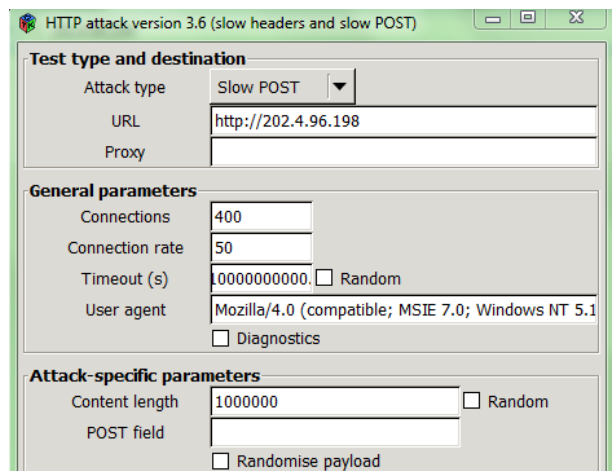 HTTP attack version 3.6 (slow headers and slow POST)
Test type and destination
Attack type Slow POST
URL http://202.4.96.198
Proxy
General parameters
Connections 400
Connection rate 50
Timeout (s) 10000000000. Random
User agent Mozilla/4.0 (compatible; MSIE 7.0; Windows NT 5.1
Diagnostics
Attack-specific parameters
Content length 1000000 Random
POST field
Randomise payload